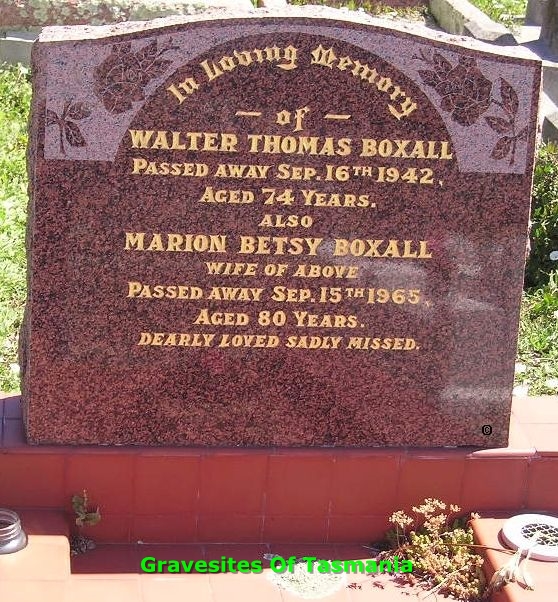 In Loving Memory
— of —
WALTER THOMAS BOXALL
PASSED AWAY SEP. 16TH 1942.
AGED 74 YEARS.
ALSO
MARION BETSY BOXALL
WIFE OF ABOVE
PASSED AWAY SEP. 15TH 1965.
AGED 80 YEARS.
DEARLY LOVED SADLY MISSED.
Gravesites Of Tasmania